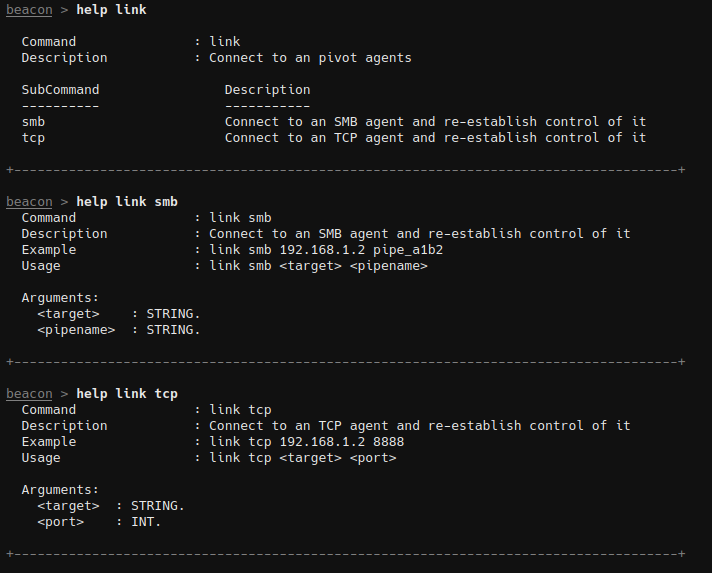 beacon > help link
Command : link
Description : Connect to an pivot agents
SubCommand Description
---------- -----------
smb Connect to an SMB agent and re-establish control of it
tcp Connect to an TCP agent and re-establish control of it
+-------------------------------------------------------------------------------------+
beacon > help link smb
Command : link smb
Description : Connect to an SMB agent and re-establish control of it
Example : link smb 192.168.1.2 pipe_a1b2
Usage : link smb <target> <pipename>
Arguments:
<target> : STRING.
<pipename> : STRING.
+-------------------------------------------------------------------------------------+
beacon > help link tcp
Command : link tcp
Description : Connect to an TCP agent and re-establish control of it
Example : link tcp 192.168.1.2 8888
Usage : link tcp <target> <port>
Arguments:
<target> : STRING.
<port> : INT.
+-------------------------------------------------------------------------------------+